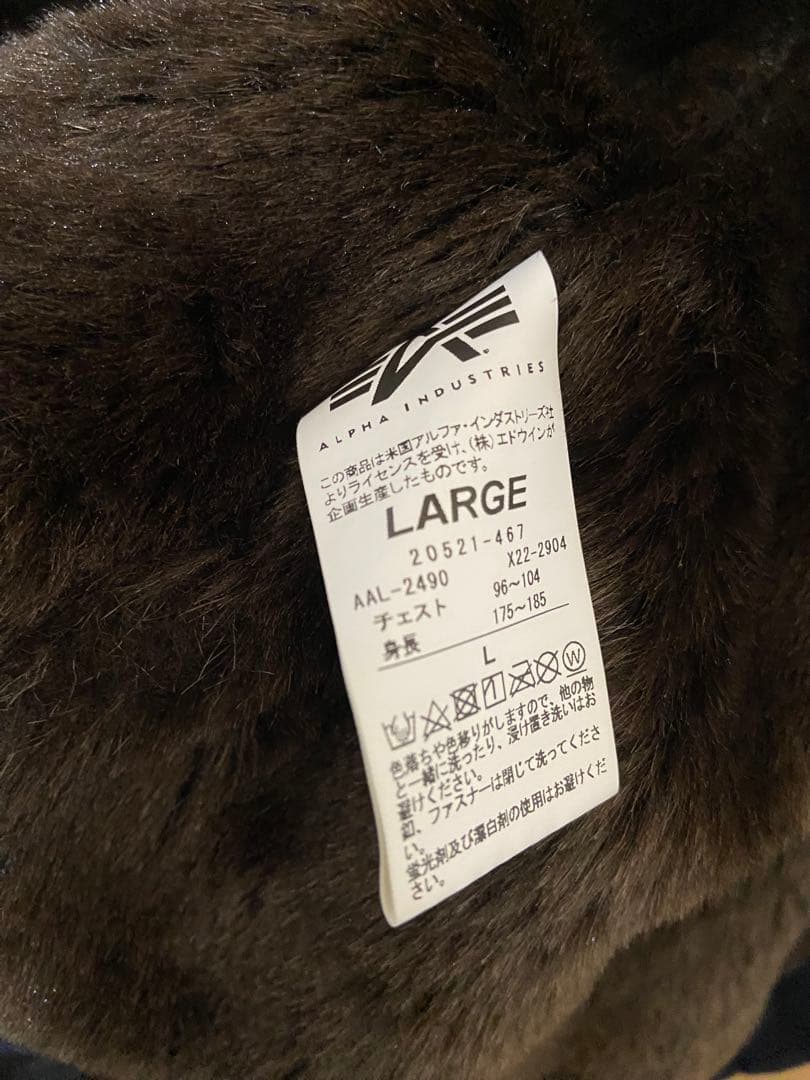 ALPHA INDUSTRIES
この商品は米国アルファ・インダストリーズ社
よりライセンスを受け、(株)エドウインが
企画生産したものです。
LARGE
20521-467
AAL-2490 X22-2904
チェスト 96～104
身長 175～185
L
W
色落ちや色移りがしますので、他の物
と一緒に洗ったり、浸け置き洗いはお
避けください。
又、ファスナーは閉じて洗ってくださ
い。
蛍光剤及び漂白剤の使用はお避けくだ
さい。